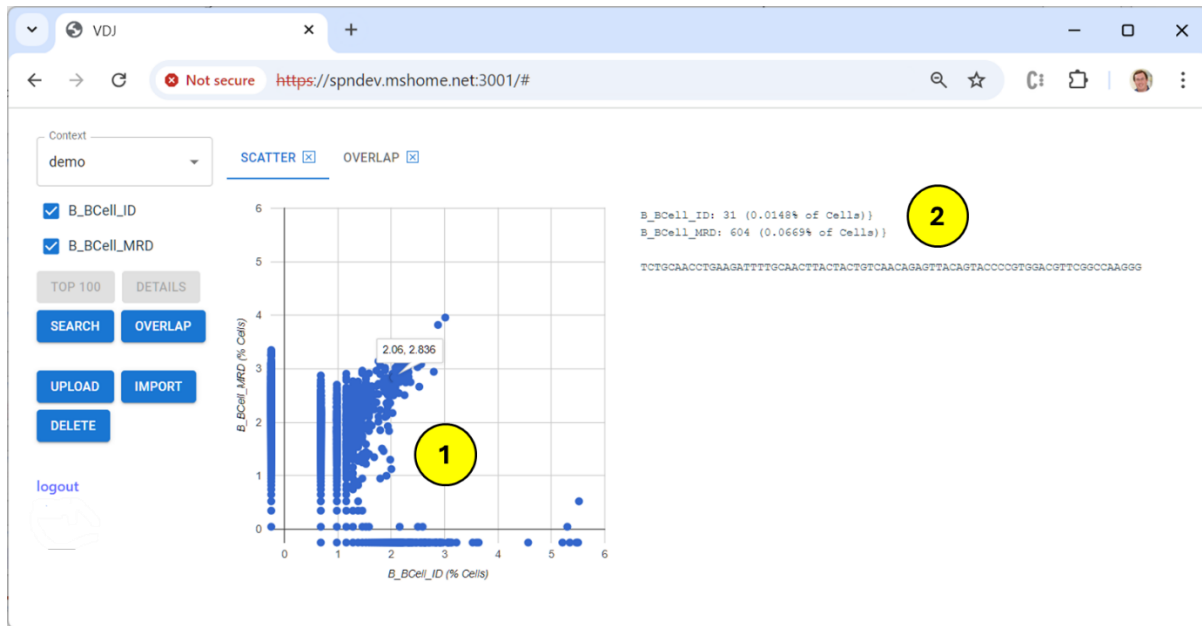 VDJ
Not secure https://spndev.mshome.net:3001/#
Context
demo
B_BCell_ID
B_BCell_MRD
TOP 100 DETAILS
SEARCH OVERLAP
UPLOAD IMPORT
DELETE
logout
SCATTER OVERLAP
6
5
4
3
2
1
0
B_BCell_MRD (% Cells)
2.06, 2.836
1
0 1 2 3 4 5 6
B_BCell_ID (% Cells)
B_BCell_ID: 31 (0.0148% of Cells)}
B_BCell_MRD: 604 (0.0669% of Cells)}
2
TCTGCAACCTGAAGATTTTGCAACTTACTACTGTCAACAGAGTTACAGTACCCCGTGGACGTTCGGCCAAGGG